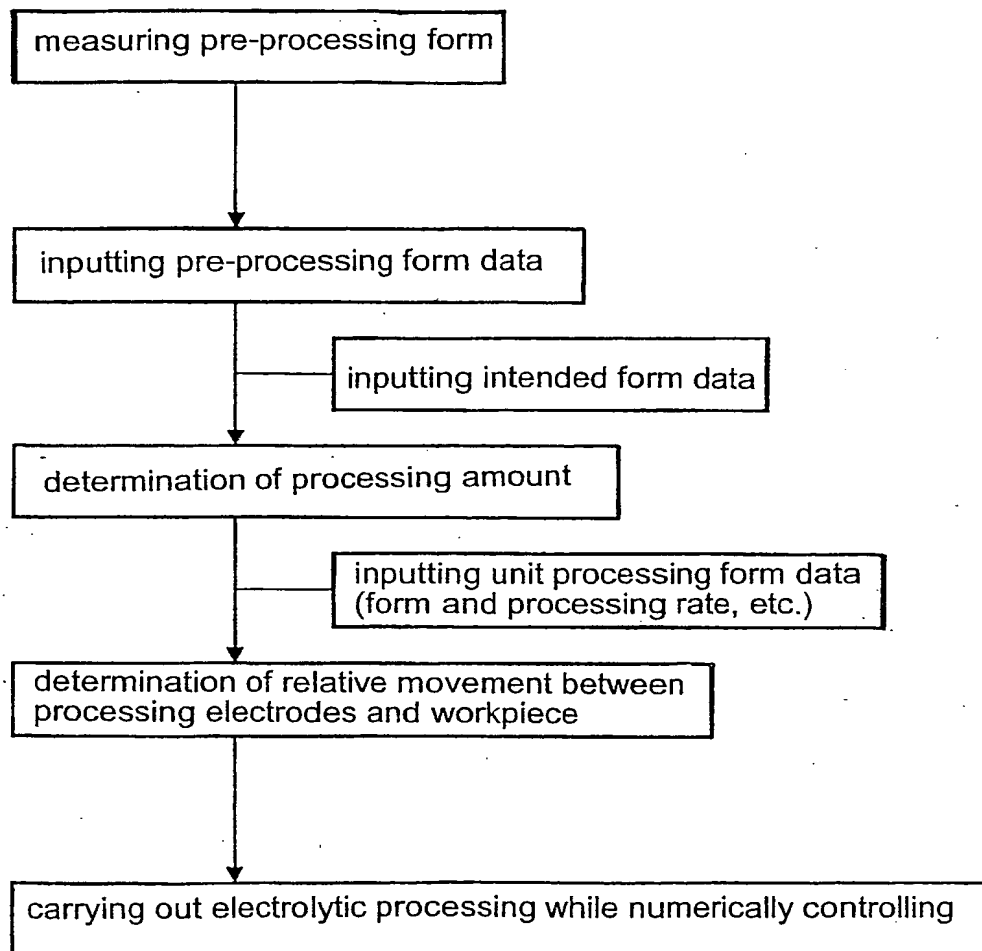 measuring pre-processing form
inputting pre-processing form data
inputting intended form data
determination of processing amount
inputting unit processing form data
(form and processing rate, etc.)
determination of relative movement between
processing electrodes and workpiece
carrying out electrolytic processing while numerically controlling